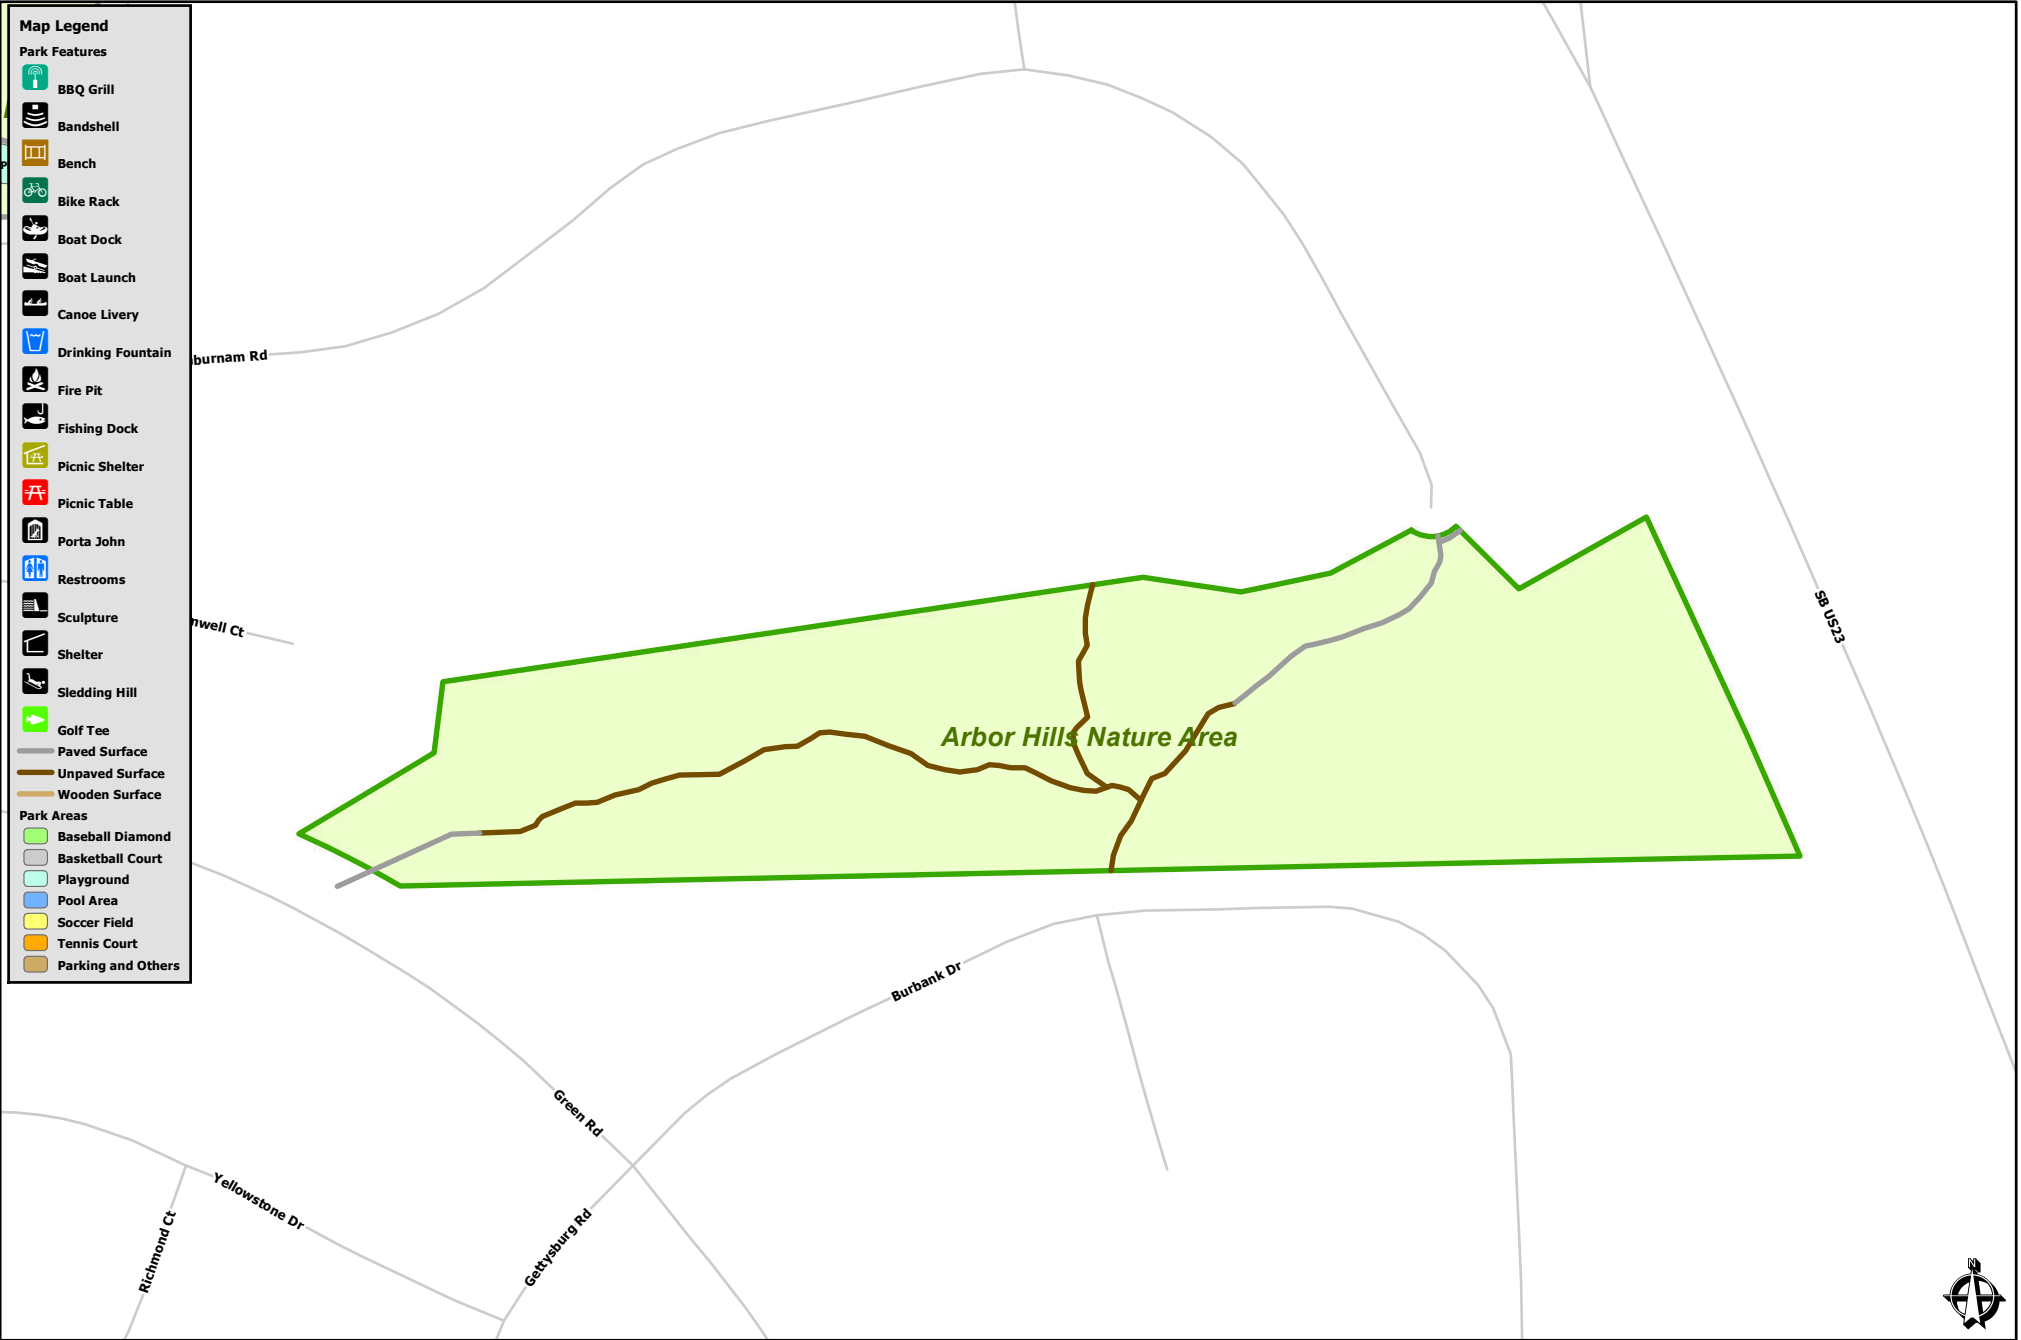 Map Legend
Park Features
BBQ Grill
Bandshell
Bench
Bike Rack
Boat Dock
Boat Launch
Canoe Livery
Drinking Fountain
Fire Pit
Fishing Dock
Picnic Shelter
Picnic Table
Porta John
Restrooms
Sculpture
Shelter
Sledding Hill
Golf Tee
Paved Surface
Unpaved Surface
Wooden Surface
Park Areas
Baseball Diamond
Basketball Court
Playground
Pool Area
Soccer Field
Tennis Court
Parking and Others
burnam Rd
nwell Ct
SB US23
Arbor Hills Nature Area
Burbank Dr
Green Rd
Yellowstone Dr
Richmond Ct
Gettysburg Rd
N